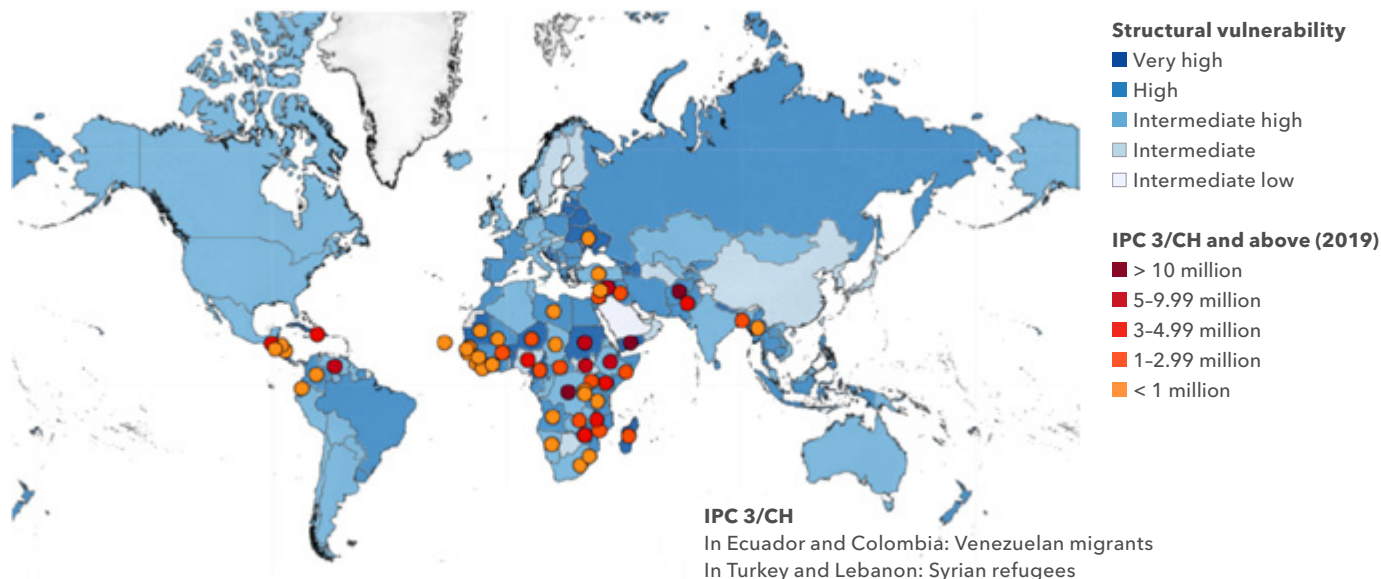 Structural vulnerability
Very high
High
Intermediate high
Intermediate
Intermediate low
IPC 3/CH and above (2019)
> 10 million
5–9.99 million
3–4.99 million
1–2.99 million
< 1 million
IPC 3/CH
In Ecuador and Colombia: Venezuelan migrants
In Turkey and Lebanon: Syrian refugees